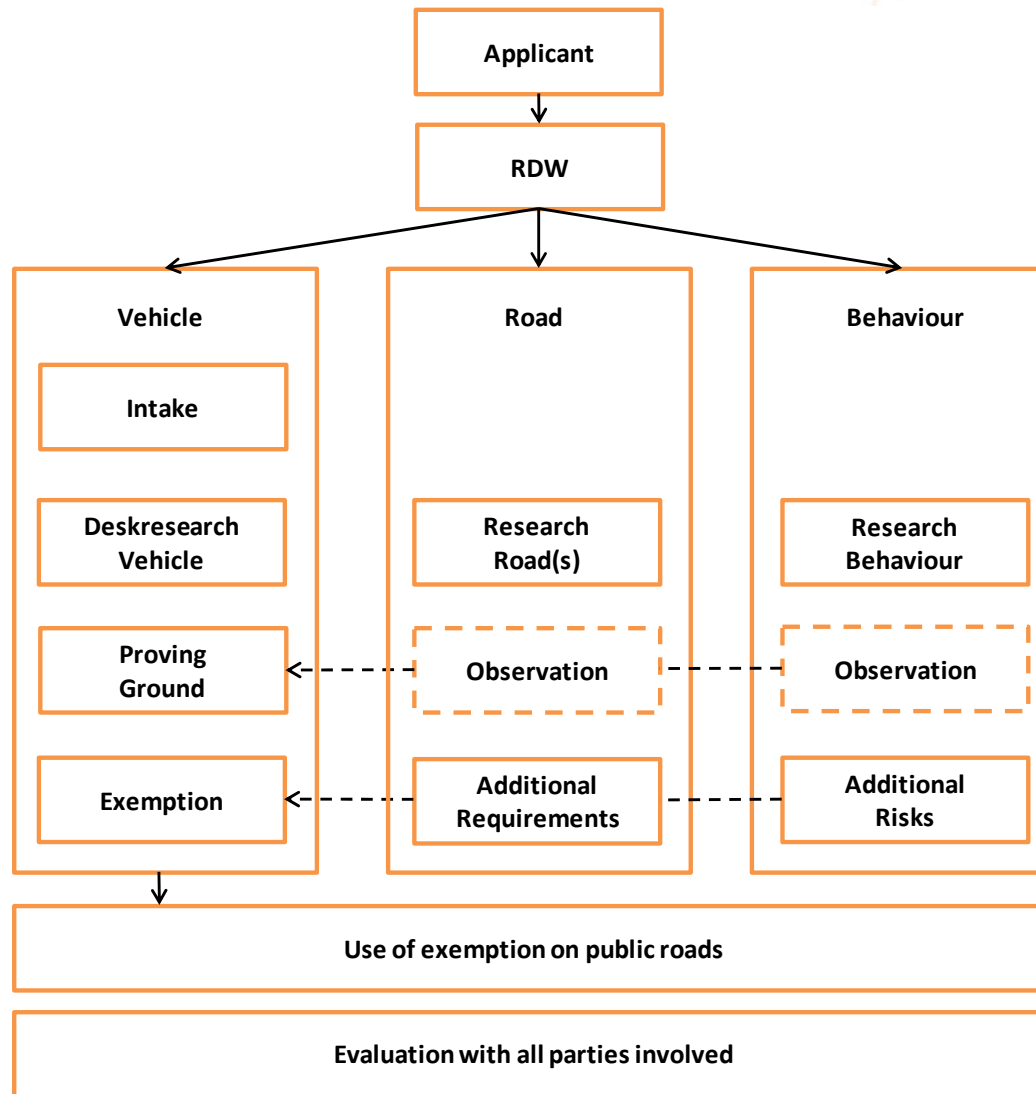 Applicant
RDW
Vehicle
Road
Behaviour
Intake
Deskresearch
Vehicle
Research
Road(s)
Research
Behaviour
Proving
Ground
Observation
Observation
Exemption
Additional
Requirements
Additional
Risks
Use of exemption on public roads
Evaluation with all parties involved